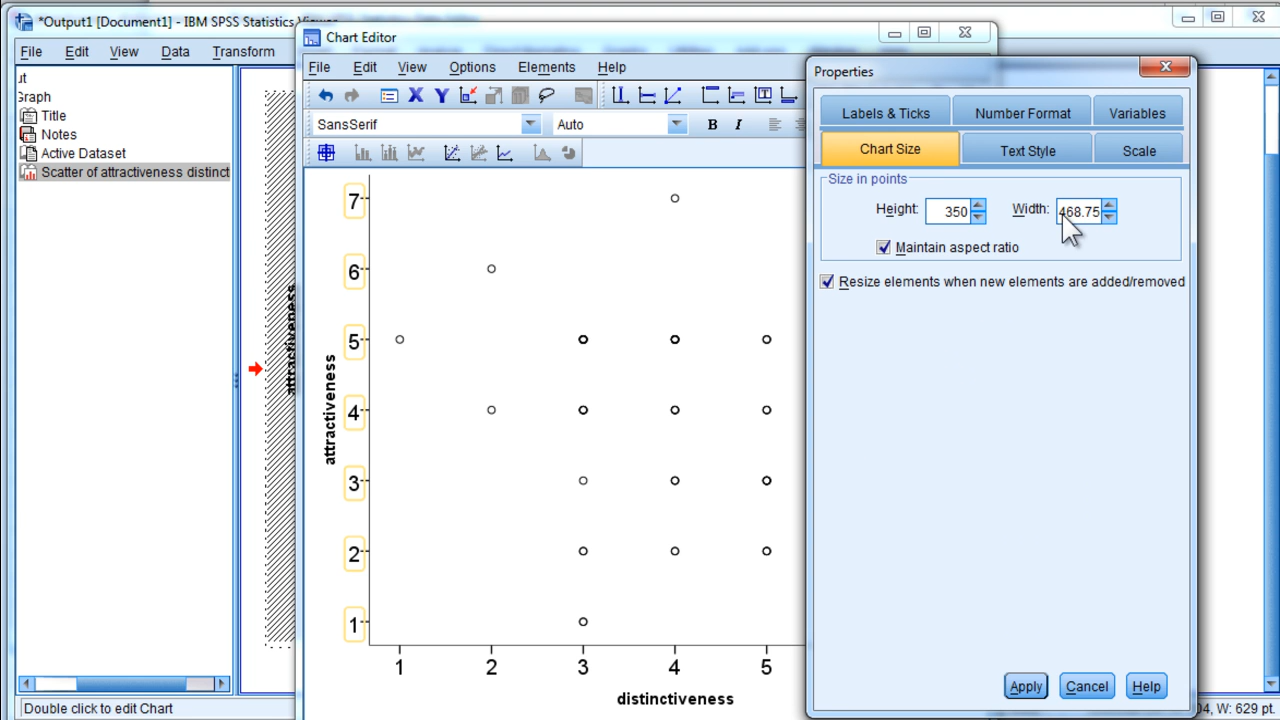 *Output1 [Document1] - IBM SPSS Statistics Viewer
File Edit View Data Transform
ut
Graph
Title
Notes
Active Dataset
Scatter of attractiveness distinct
attractiveness
Double click to edit Chart
04, W: 629 pt.
Chart Editor
File Edit View Options Elements Help
SansSerif Auto B I
7
6
5
4
3
2
1
attractiveness
1 2 3 4 5
distinctiveness
Properties
Labels & Ticks Number Format Variables
Chart Size Text Style Scale
Size in points
Height: 350 Width: 468.75
Maintain aspect ratio
Resize elements when new elements are added/removed
Apply Cancel Help